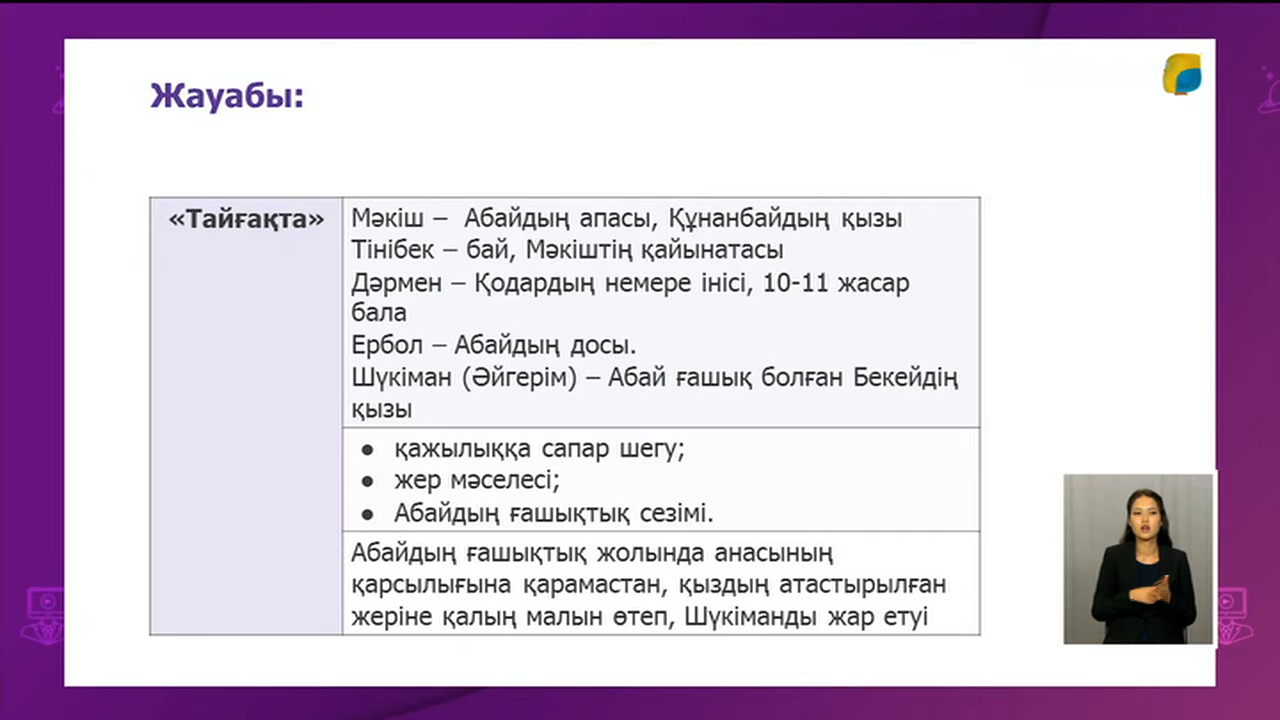 Жауабы:
«Тайғақта»
Мәкіш – Абайдың апасы, Құнанбайдың қызы
Тінібек – бай, Мәкіштің қайынатасы
Дәрмен – Қодардың немере інісі, 10-11 жасар
бала
Ербол – Абайдың досы.
Шүкіман (Әйгерім) – Абай ғашық болған Бекейдің
қызы
● қажылыққа сапар шегу;
● жер мәселесі;
● Абайдың ғашықтық сезімі.
Абайдың ғашықтық жолында анасының
қарсылығына қарамастан, қыздың атастырылған
жеріне қалың малын өтеп, Шүкіманды жар етуі